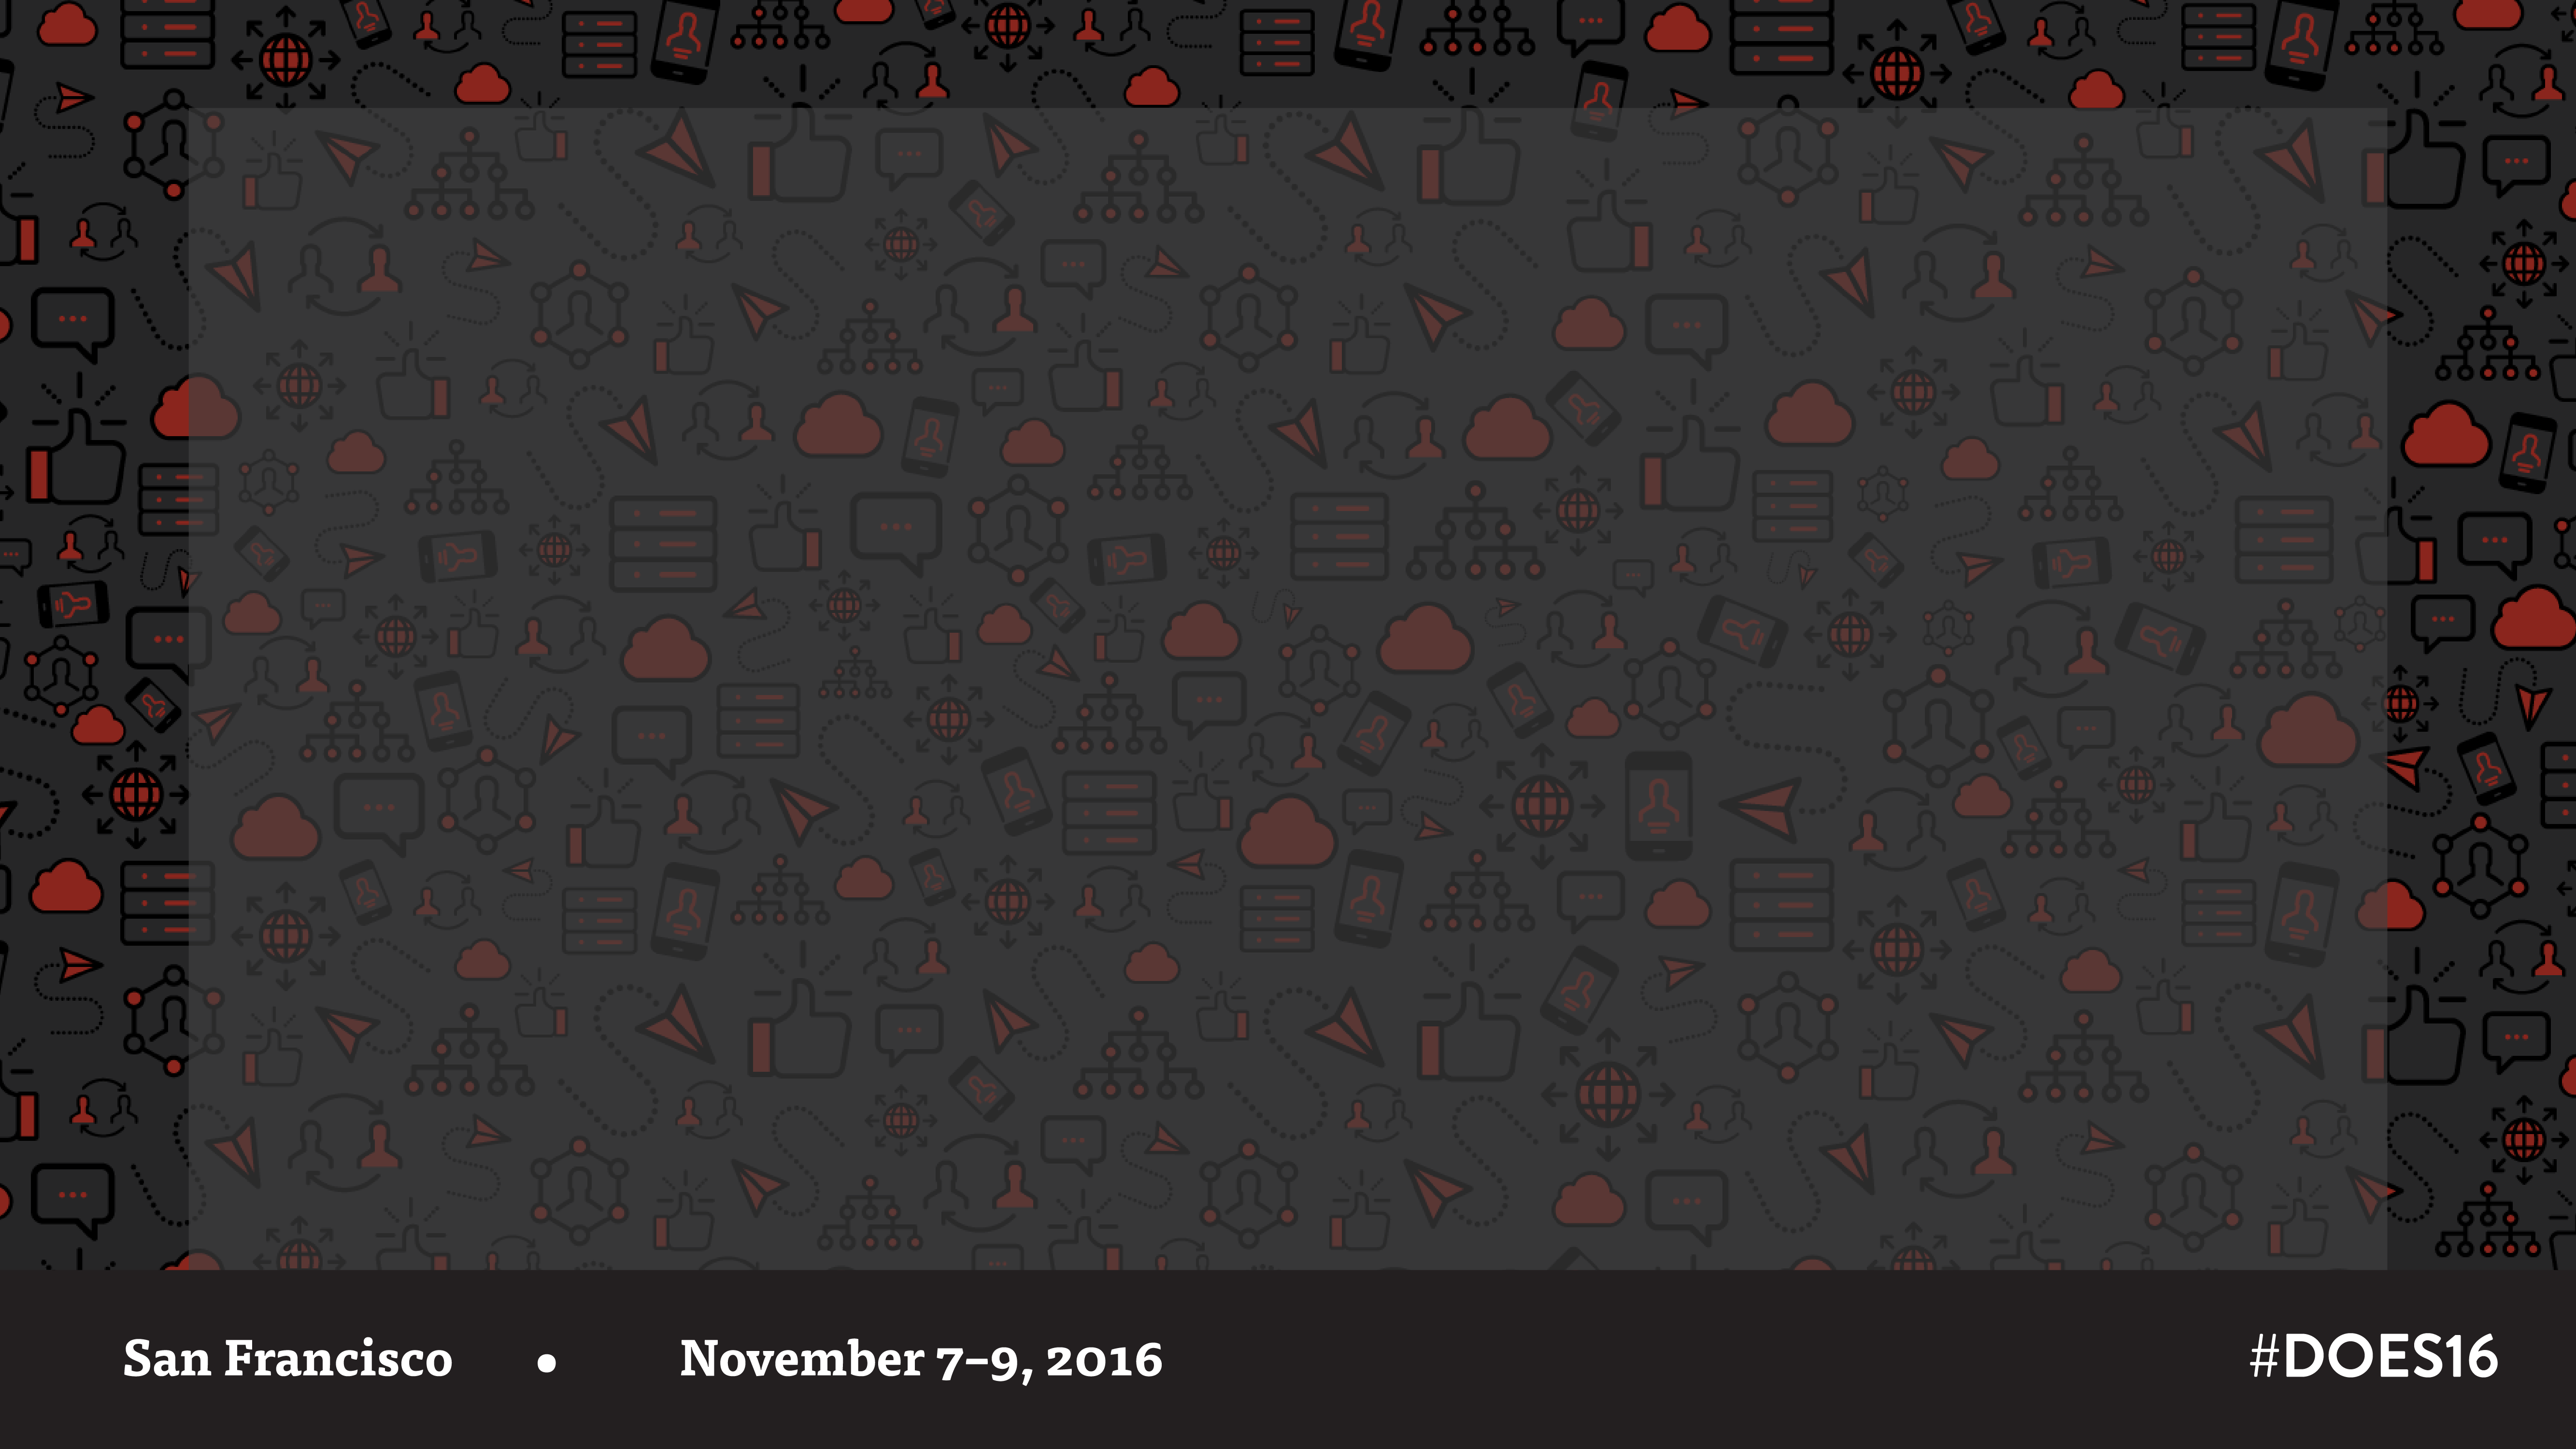 San Francisco • November 7–9, 2016 #DOES16